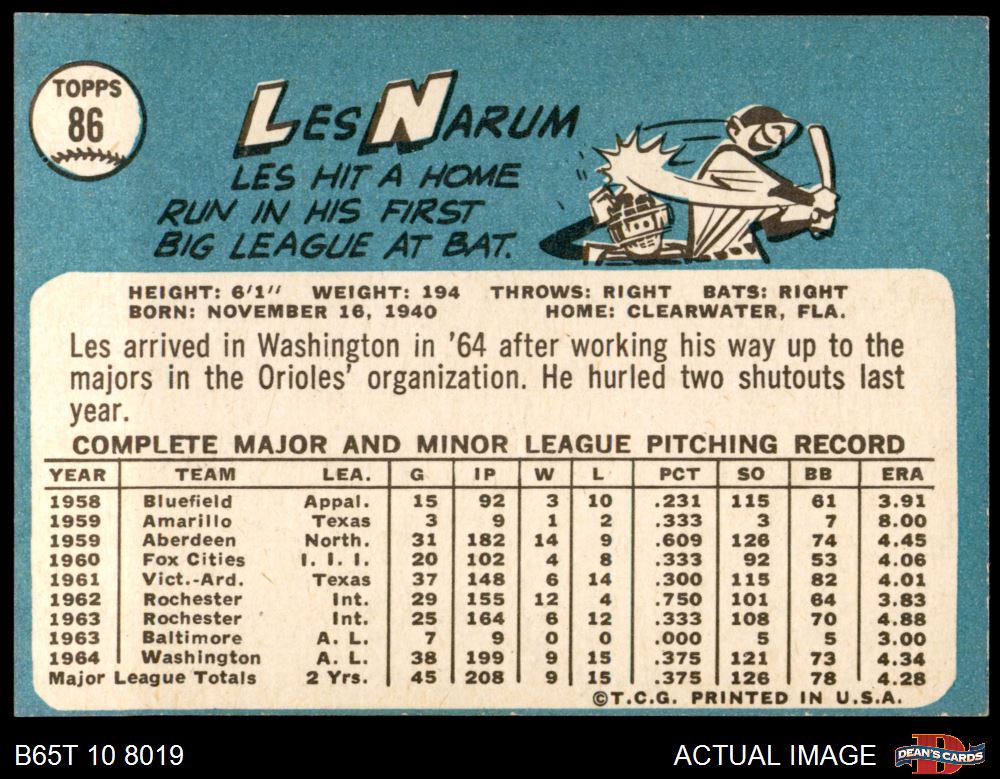 TOPPS
86
LES NARUM
LES HIT A HOME
RUN IN HIS FIRST
BIG LEAGUE AT BAT.
HEIGHT: 6'1" WEIGHT: 194 THROWS: RIGHT BATS: RIGHT
BORN: NOVEMBER 16, 1940 HOME: CLEARWATER, FLA.
Les arrived in Washington in '64 after working his way up to the
majors in the Orioles' organization. He hurled two shutouts last
year.
COMPLETE MAJOR AND MINOR LEAGUE PITCHING RECORD
YEAR TEAM LEA. G IP W L PCT SO BB ERA
1958 Bluefield Appal. 15 92 3 10 .231 115 61 3.91
1959 Amarillo Texas 3 9 1 2 .333 3 7 8.00
1959 Aberdeen North. 31 182 14 9 .609 126 74 4.45
1960 Fox Cities I. I. I. 20 102 4 8 .333 92 53 4.06
1961 Vict.-Ard. Texas 37 148 6 14 .300 115 82 4.01
1962 Rochester Int. 29 155 12 4 .750 101 64 3.83
1963 Rochester Int. 25 164 6 12 .333 108 70 4.88
1963 Baltimore A. L. 7 9 0 0 .000 5 5 3.00
1964 Washington A. L. 38 199 9 15 .375 121 73 4.34
Major League Totals 2 Yrs. 45 208 9 15 .375 126 78 4.28
©T.C.G. PRINTED IN U.S.A.
B65T 10 8019 ACTUAL IMAGE DEAN'S CARDS